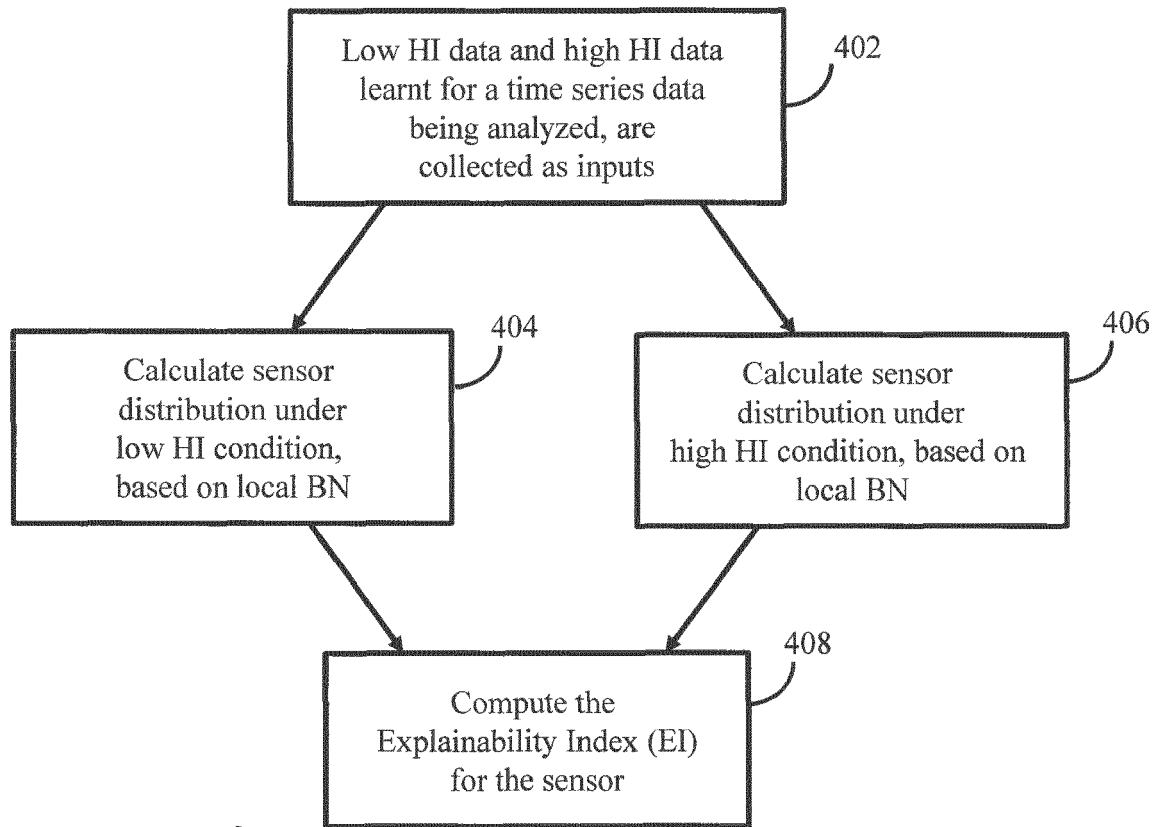 Low HI data and high HI data
learnt for a time series data
being analyzed, are
collected as inputs
402
Calculate sensor
distribution under
low HI condition,
based on local BN
404
Calculate sensor
distribution under
high HI condition, based on
local BN
406
Compute the
Explainability Index (EI)
for the sensor
408